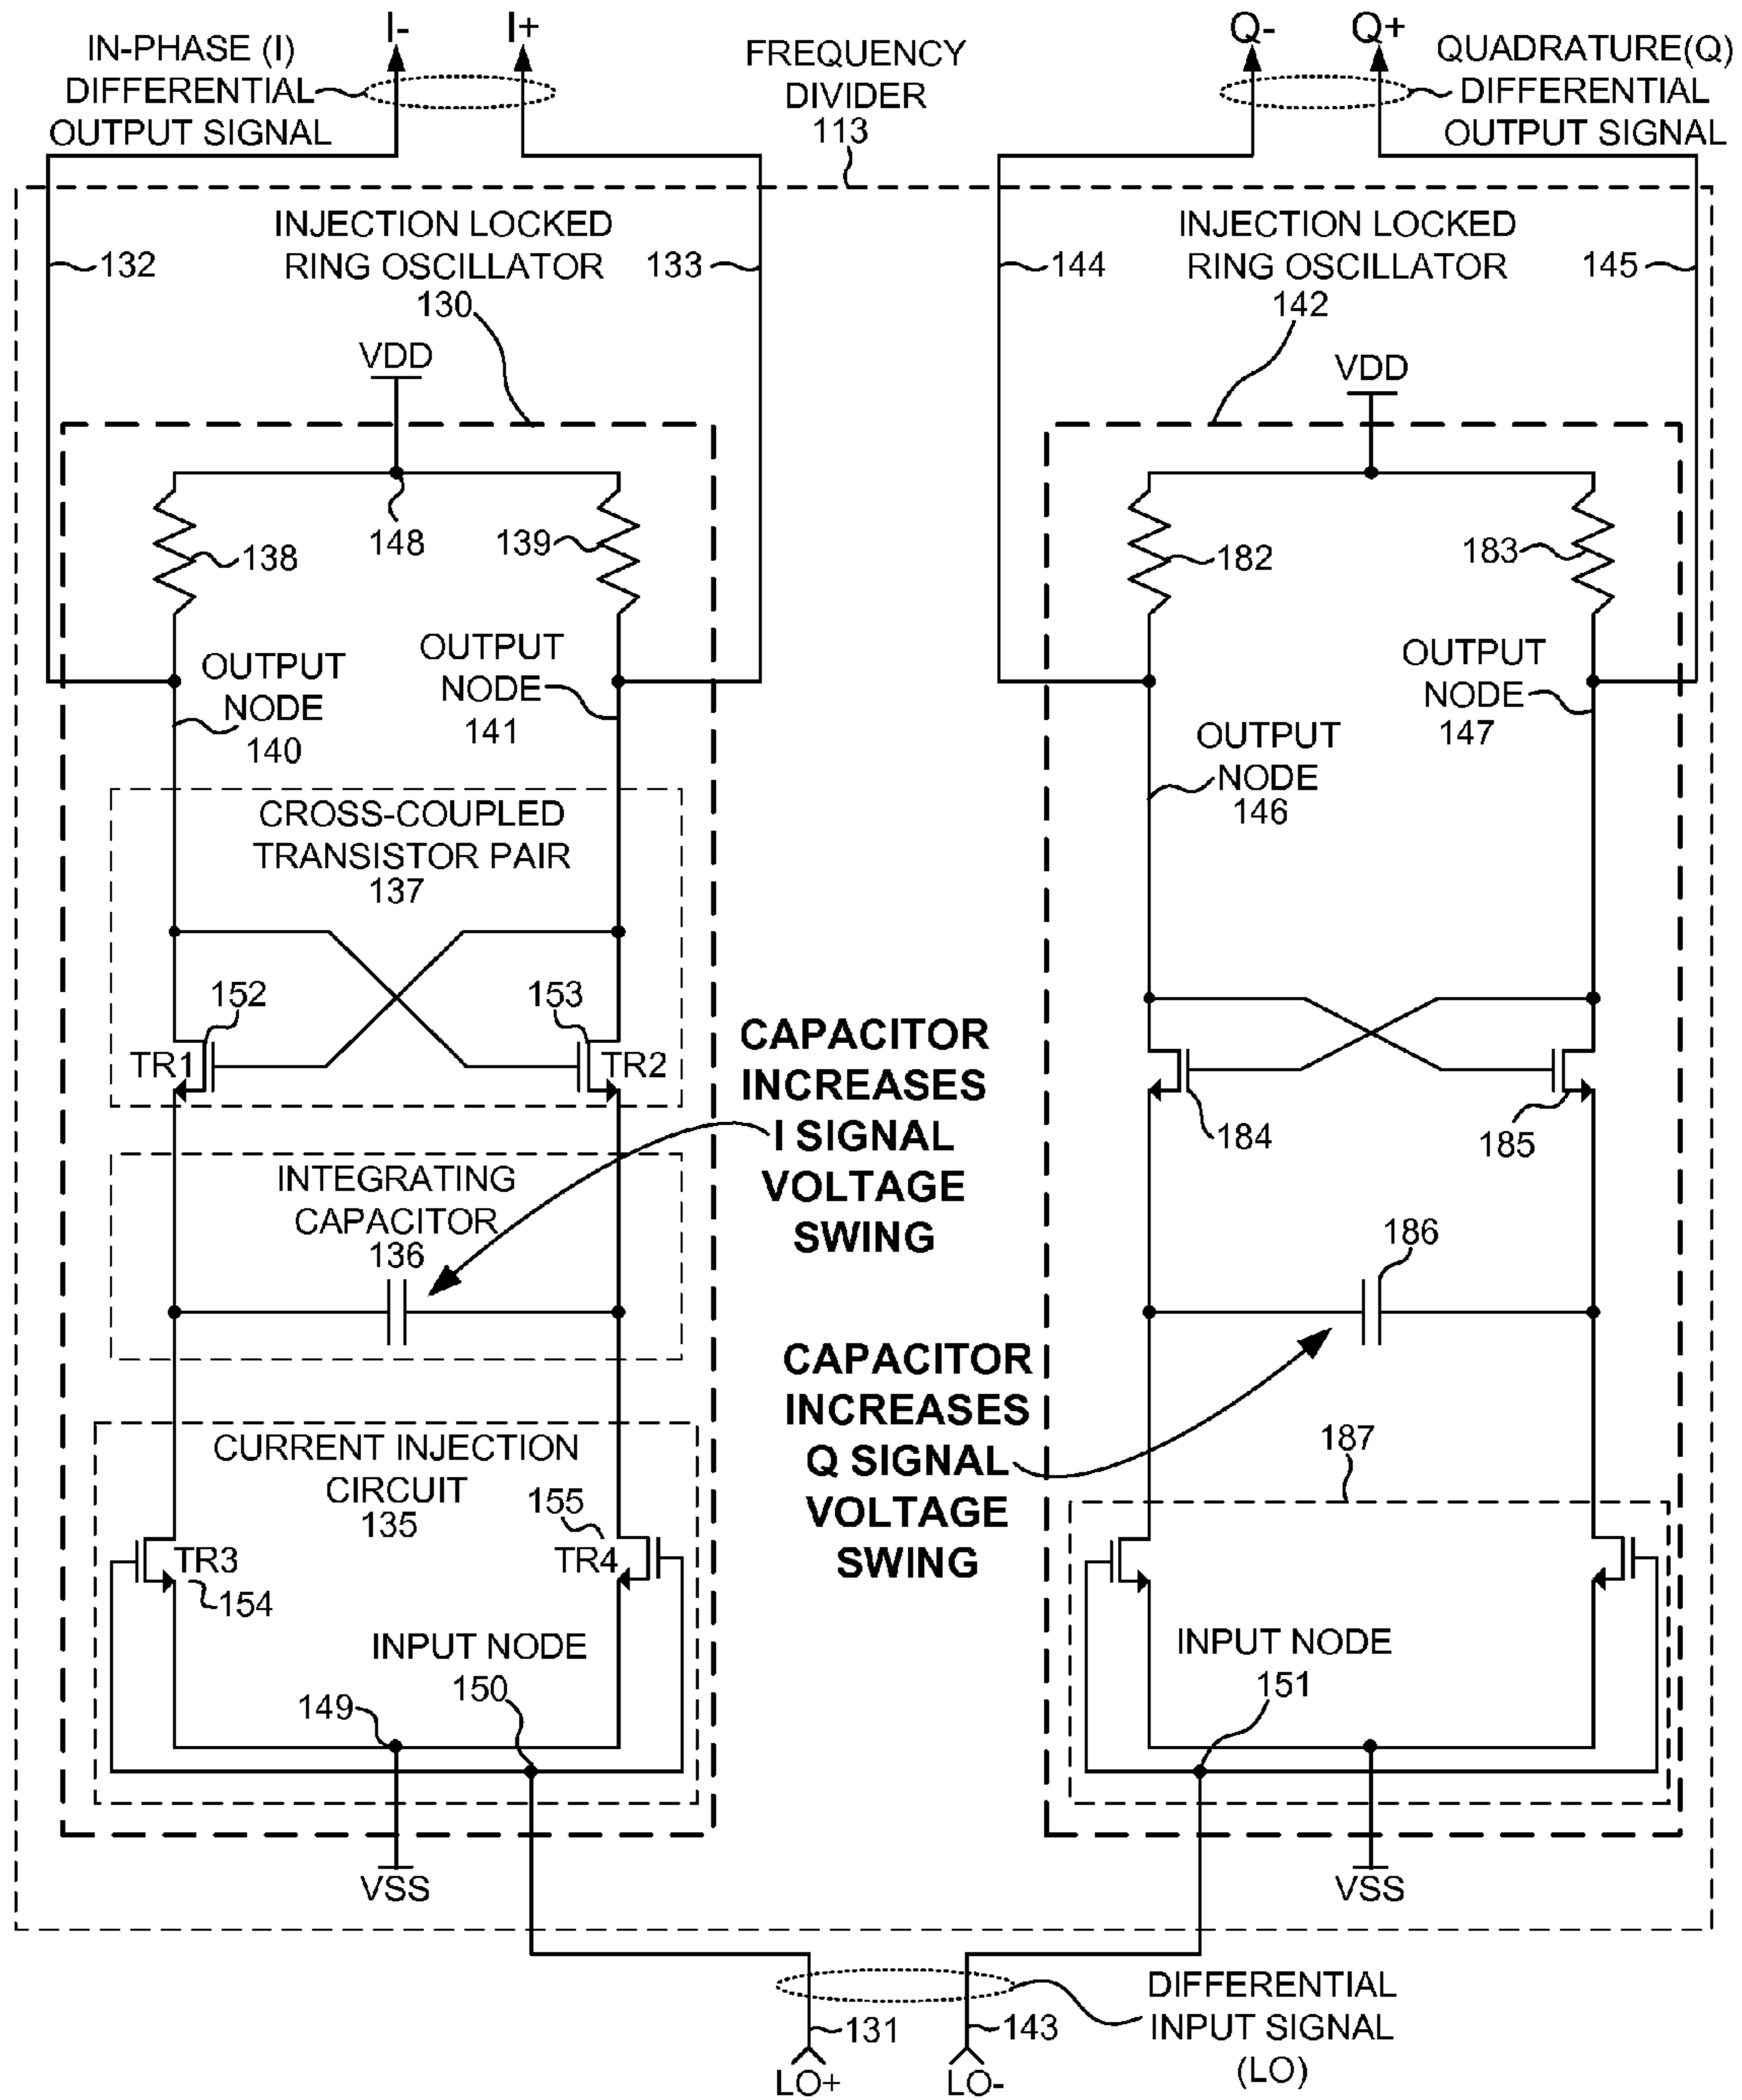 I-
I+
Q-
Q+
IN-PHASE (I)
DIFFERENTIAL
OUTPUT SIGNAL
FREQUENCY
DIVIDER
113
QUADRATURE(Q)
DIFFERENTIAL
OUTPUT SIGNAL
INJECTION LOCKED
RING OSCILLATOR
130
132
133
INJECTION LOCKED
RING OSCILLATOR
142
144
145
VDD
148
138
139
OUTPUT
NODE
140
OUTPUT
NODE
141
CROSS-COUPLED
TRANSISTOR PAIR
137
152
153
TR1
TR2
INTEGRATING
CAPACITOR
136
CURRENT INJECTION
CIRCUIT
135
155
TR3
TR4
154
INPUT NODE
150
149
VSS
CAPACITOR
INCREASES
I SIGNAL
VOLTAGE
SWING
CAPACITOR
INCREASES
Q SIGNAL
VOLTAGE
SWING
VDD
182
183
OUTPUT
NODE
146
OUTPUT
NODE
147
184
185
186
187
INPUT NODE
151
VSS
131
143
LO+
LO-
DIFFERENTIAL
INPUT SIGNAL
(LO)